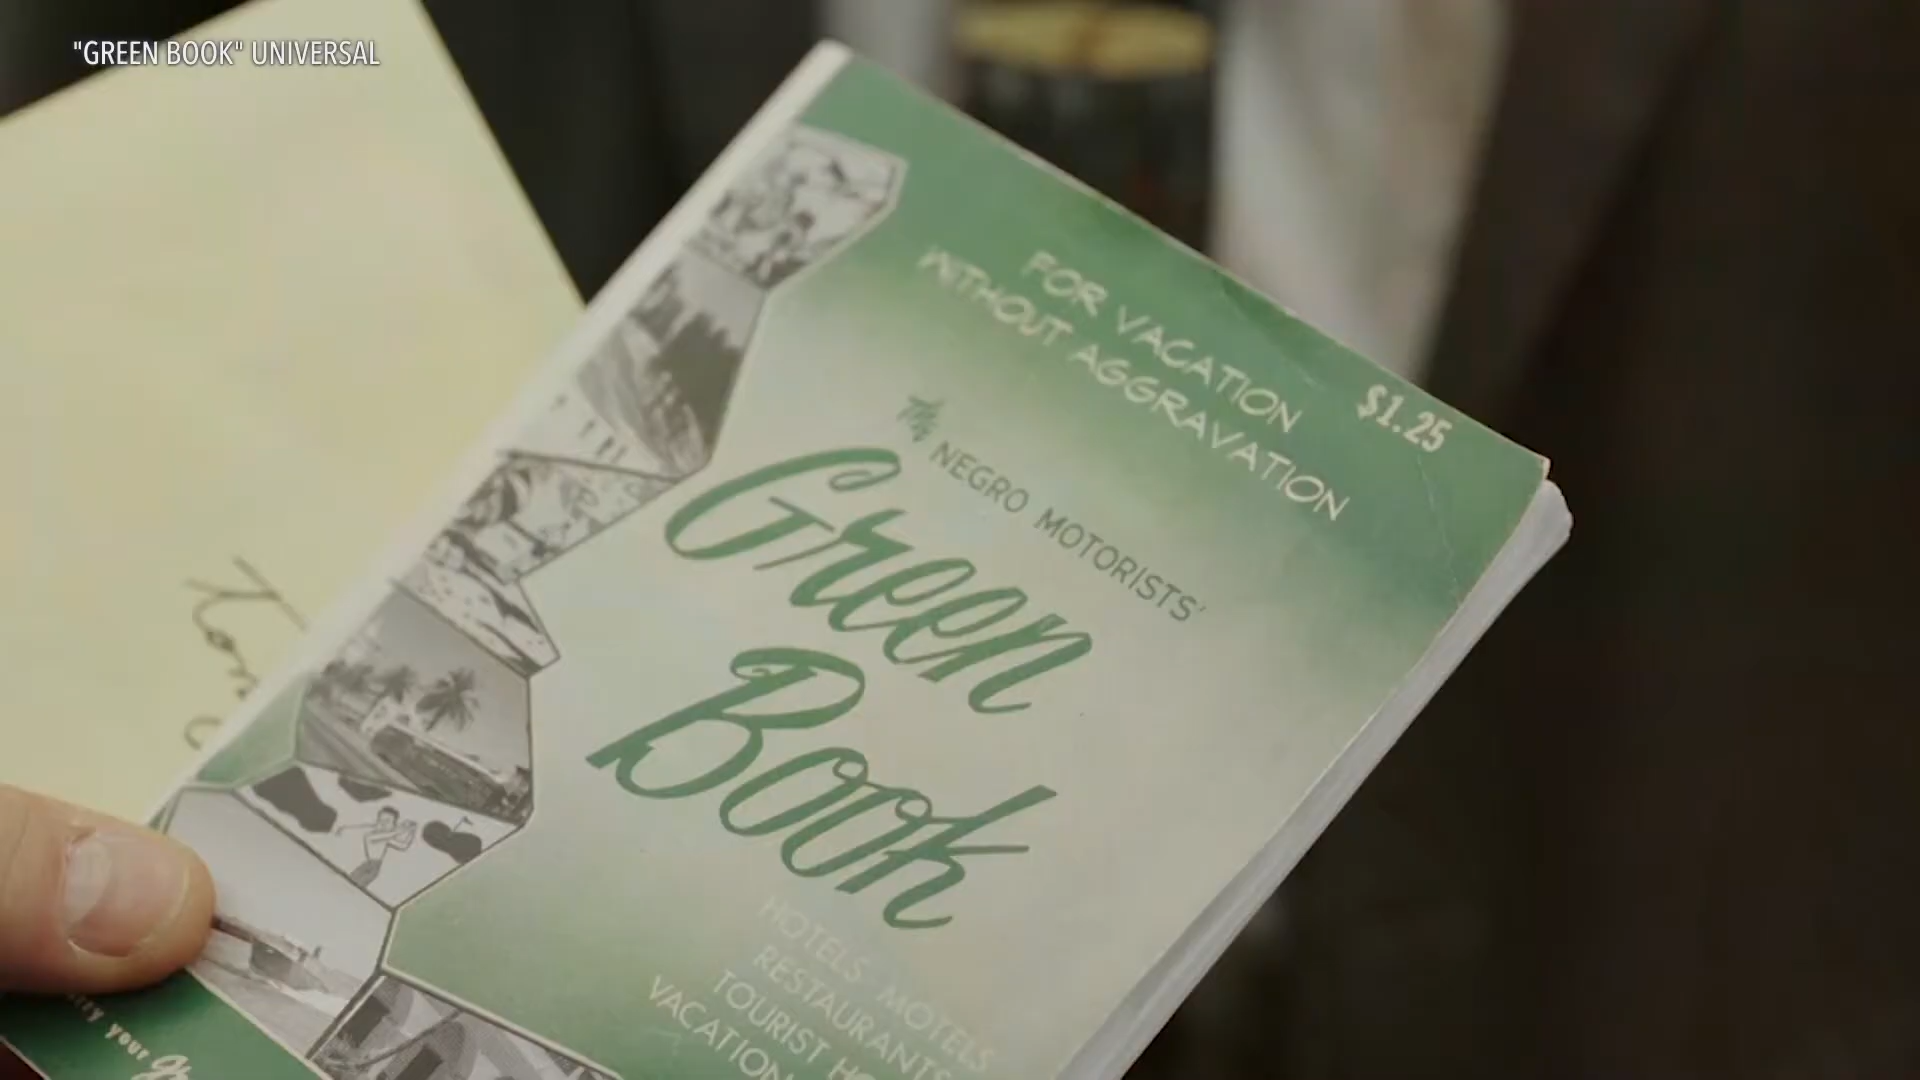 "GREEN BOOK" UNIVERSAL
FOR VACATION
WITHOUT AGGRAVATION
$1.25
The NEGRO MOTORISTS'
Green
Book
HOTELS MOTELS
RESTAURANTS
TOURIST
VACATION
your